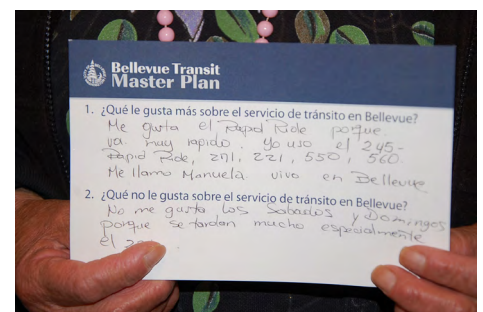 Bellevue Transit
Master Plan
1. ¿Qué le gusta más sobre el servicio de tránsito en Bellevue?
Me gusta el Rapid Ride porque
va muy rapido. Yo uso el 245-
Rapid Ride, 271, 221, 550, 560.
Me llamo Manuela vivo en Bellevue
2. ¿Qué no le gusta sobre el servicio de tránsito en Bellevue?
No me gusta los Sabados y Domingos
porque se tardan mucho especialmente
el